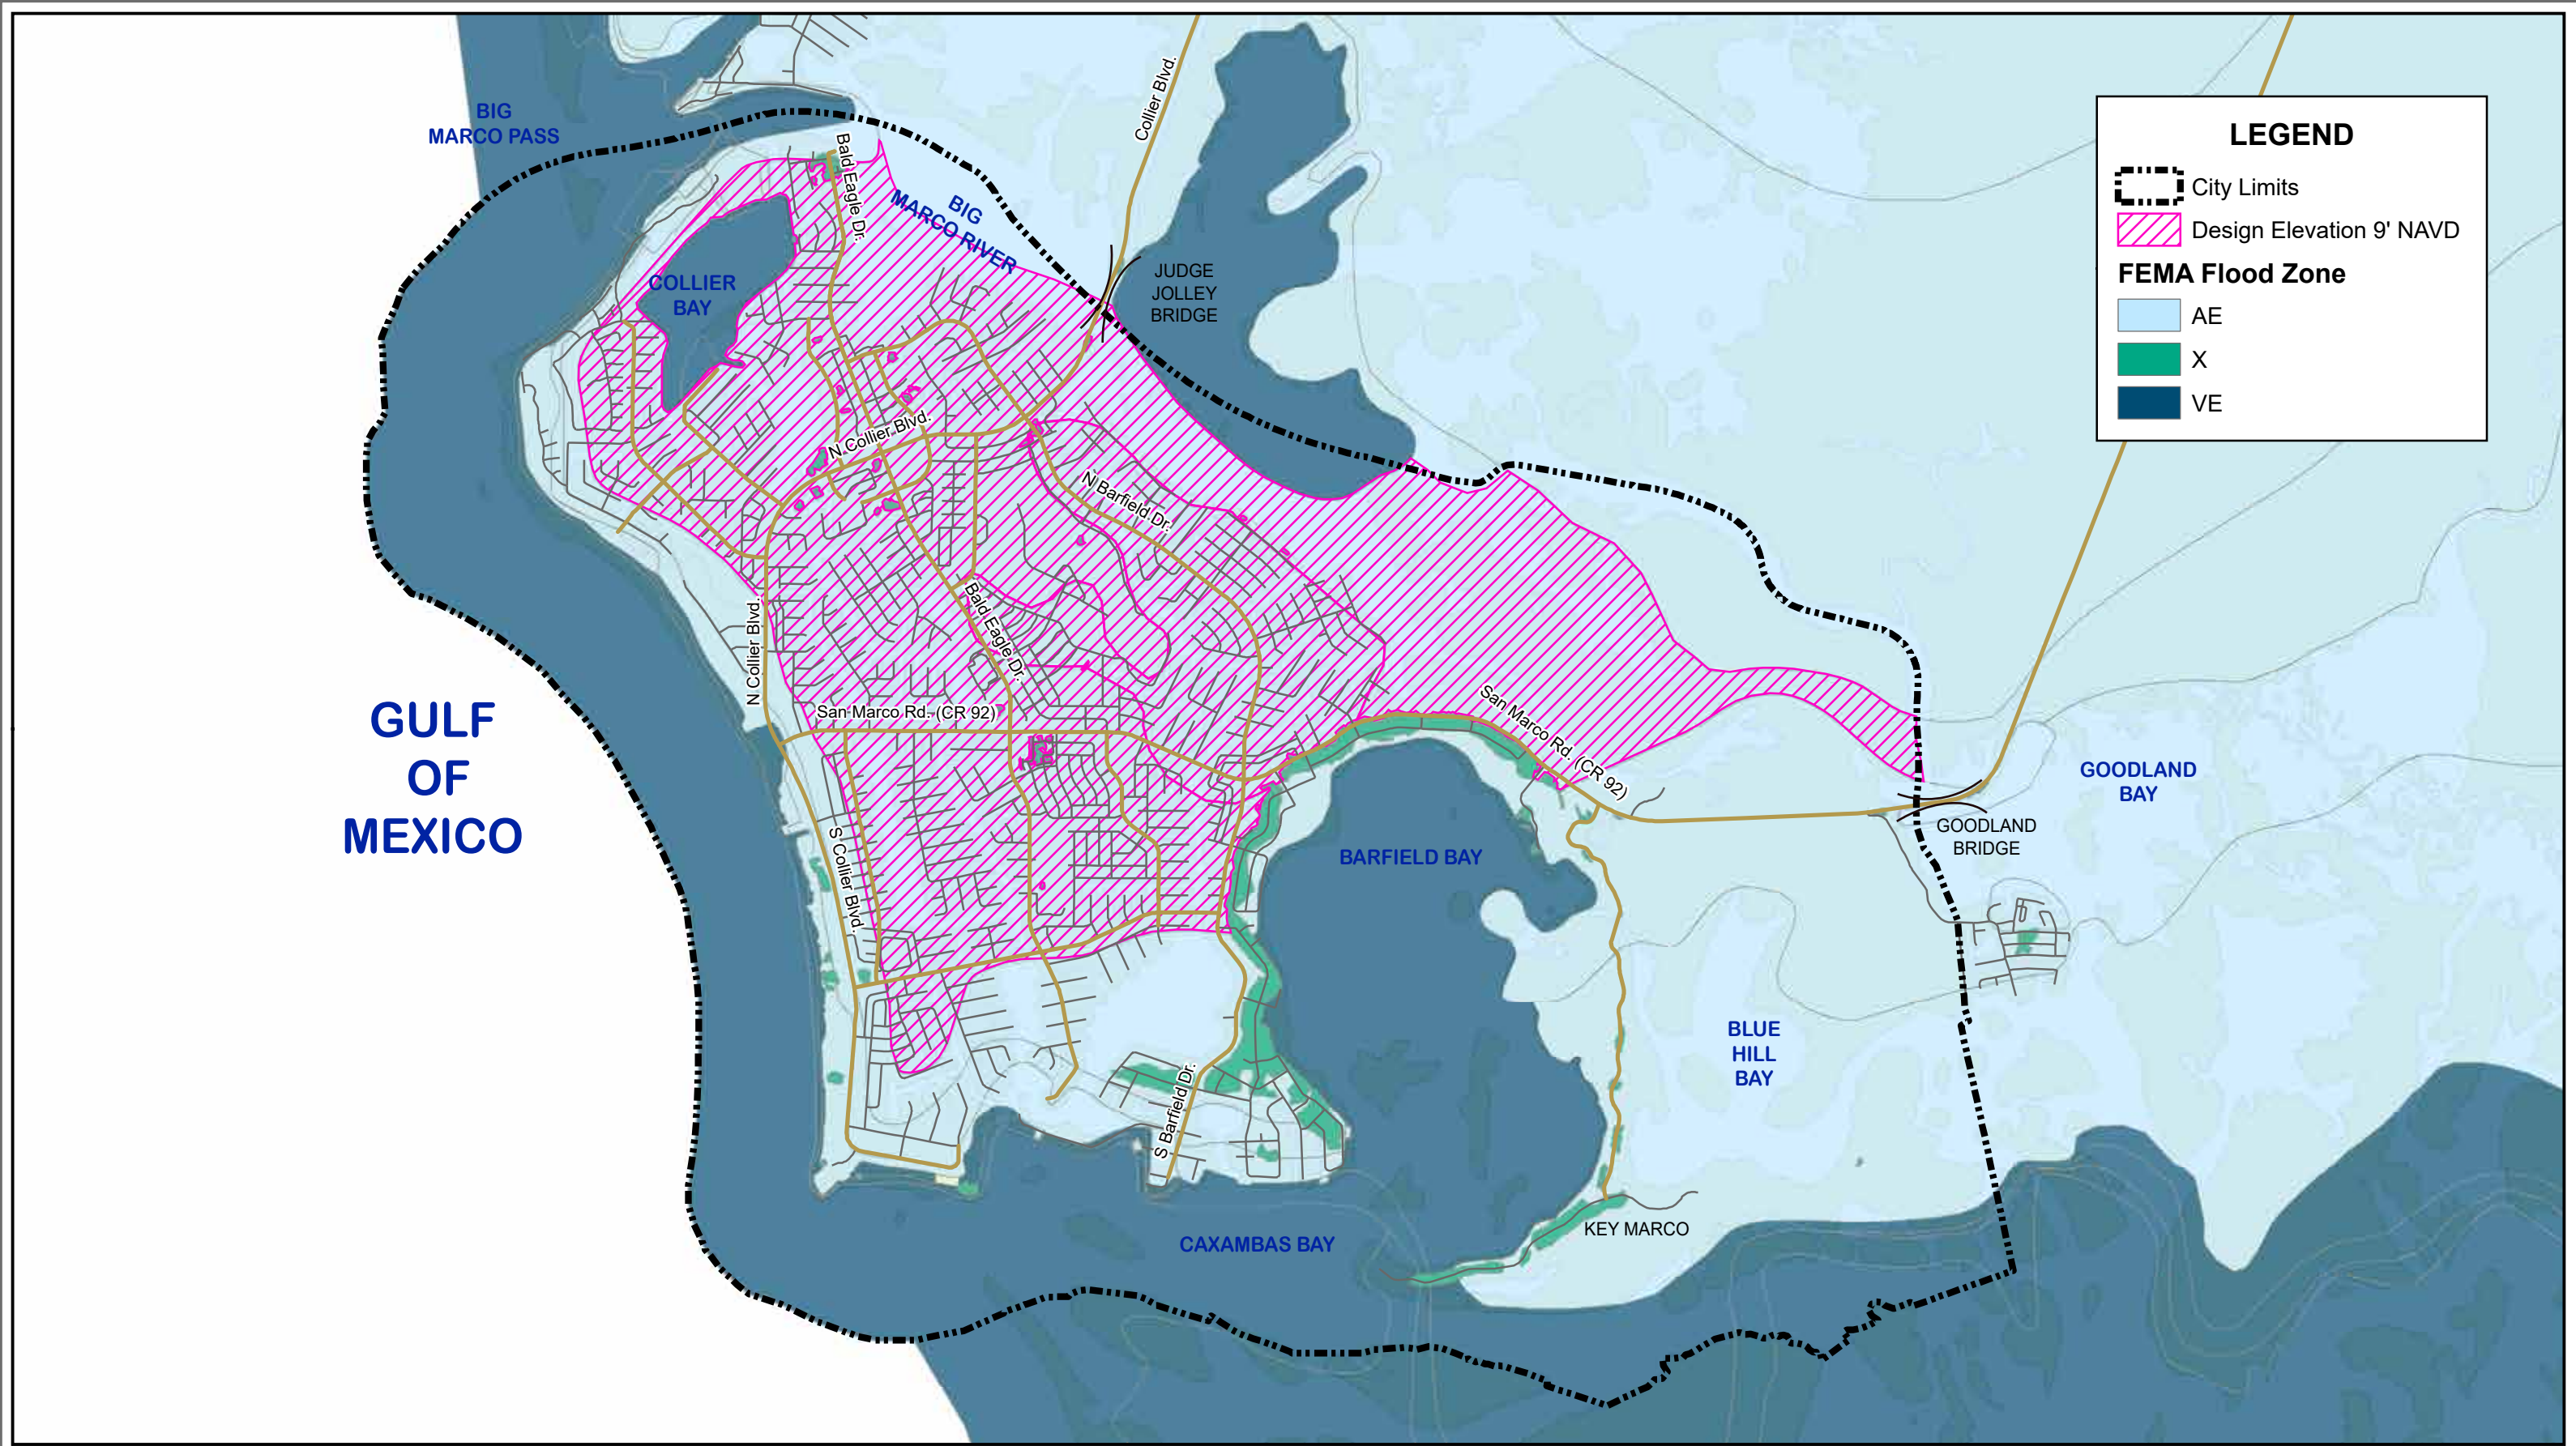 BIG
MARCO PASS
Collier Blvd.
Bald Eagle Dr.
BIG
MARCO RIVER
COLLIER
BAY
JUDGE
JOLLEY
BRIDGE
LEGEND
City Limits
Design Elevation 9' NAVD
FEMA Flood Zone
AE
X
VE
N Collier Blvd.
N Barfield Dr.
N Collier Blvd.
Bald Eagle Dr.
San Marco Rd. (CR 92)
San Marco Rd. (CR 92)
GULF
OF
MEXICO
GOODLAND
BAY
GOODLAND
BRIDGE
S Collier Blvd.
BARFIELD BAY
BLUE
HILL
BAY
S Barfield Dr.
KEY MARCO
CAXAMBAS BAY